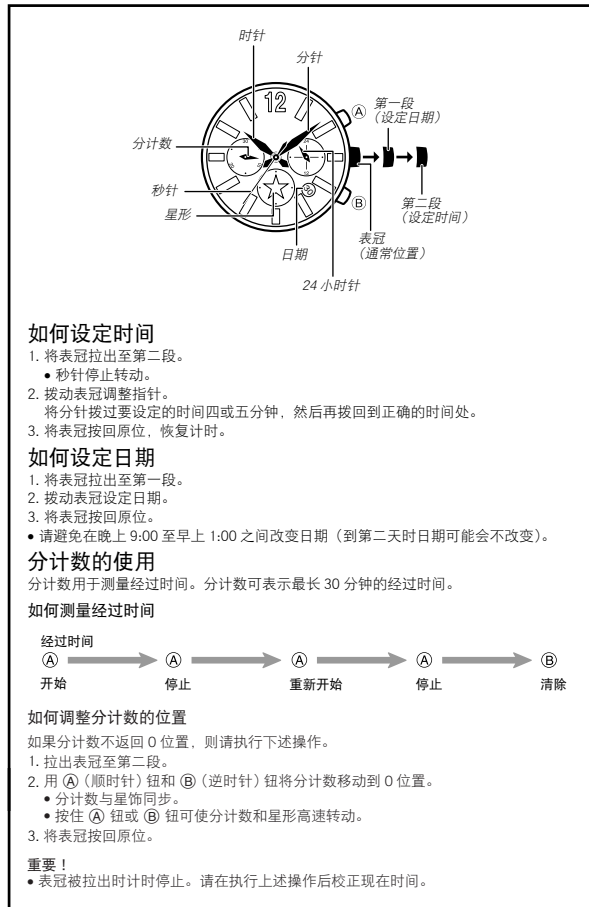 时针
分针
Ⓐ
第一段
（设定日期）
分计数
秒针
星形
Ⓑ
第二段
（设定时间）
表冠
（通常位置）
日期
24 小时针
12
30
如何设定时间
1. 将表冠拉出至第二段。
• 秒针停止转动。
2. 拨动表冠调整指针。
将分针拨过要设定的时间四或五分钟，然后再拨回到正确的时间处。
3. 将表冠按回原位，恢复计时。
如何设定日期
1. 将表冠拉出至第一段。
2. 拨动表冠设定日期。
3. 将表冠按回原位。
• 请避免在晚上 9:00 至早上 1:00 之间改变日期（到第二天时日期可能会不改变）。
分计数的使用
分计数用于测量经过时间。分计数可表示最长 30 分钟的经过时间。
如何测量经过时间
经过时间
Ⓐ Ⓐ Ⓐ Ⓐ Ⓑ
开始 停止 重新开始 停止 清除
如何调整分计数的位置
如果分计数不返回 0 位置，则请执行下述操作。
1. 拉出表冠至第二段。
2. 用 Ⓐ（顺时针）钮和 Ⓑ（逆时针）钮将分计数移动到 0 位置。
• 分计数与星饰同步。
• 按住 Ⓐ 钮或 Ⓑ 钮可使分计数和星形高速转动。
3. 将表冠按回原位。
重要！
• 表冠被拉出时计时停止。请在执行上述操作后校正现在时间。